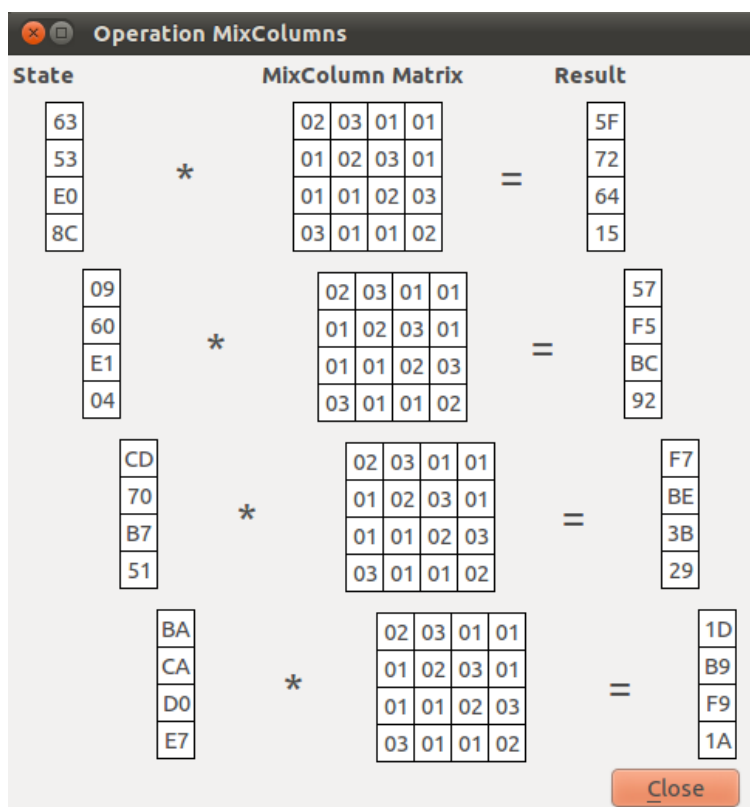 Operation MixColumns
State MixColumn Matrix Result
63 02 03 01 01 5F
53 01 02 03 01 72
* =
E0 01 01 02 03 64
8C 03 01 01 02 15
09 02 03 01 01 57
60 01 02 03 01 F5
* =
E1 01 01 02 03 BC
04 03 01 01 02 92
CD 02 03 01 01 F7
70 01 02 03 01 BE
* =
B7 01 01 02 03 3B
51 03 01 01 02 29
BA 02 03 01 01 1D
CA 01 02 03 01 B9
* =
D0 01 01 02 03 F9
E7 03 01 01 02 1A
Close